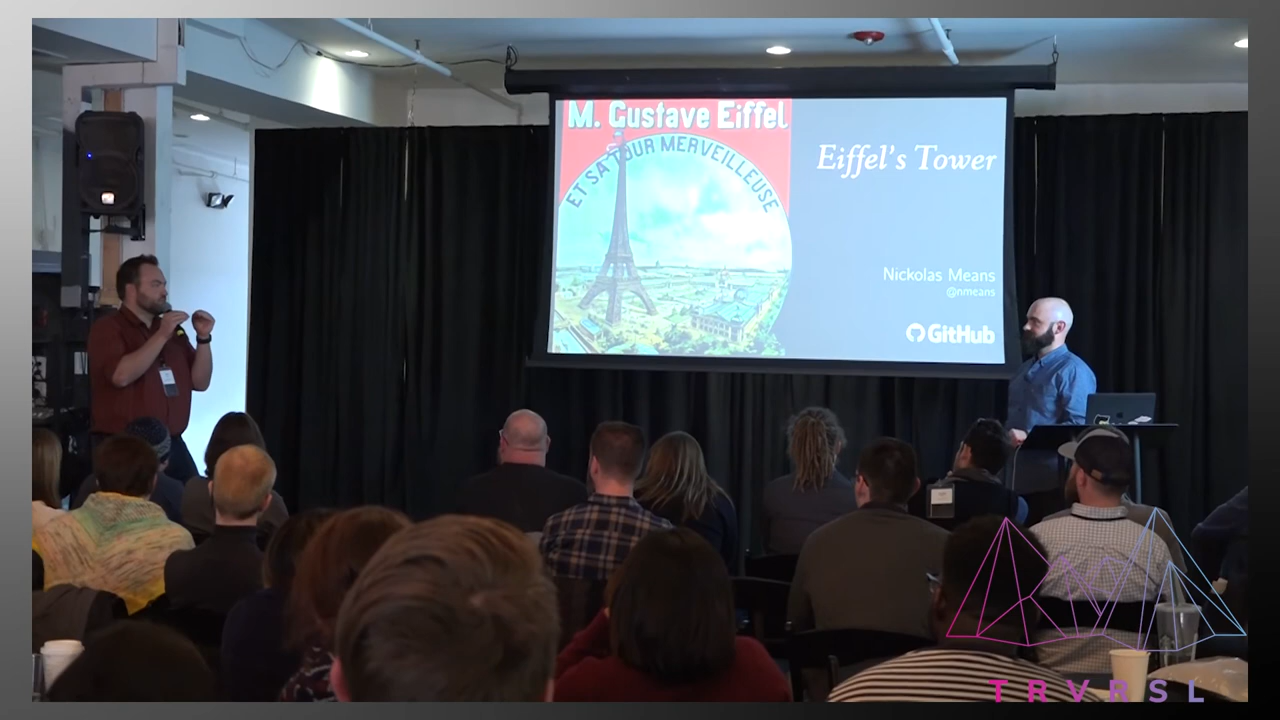 M. Gustave Eiffel
ET SA TOUR MERVEILLEUSE
Eiffel's Tower
Nickolas Means
@nmeans
GitHub
TRVRSL